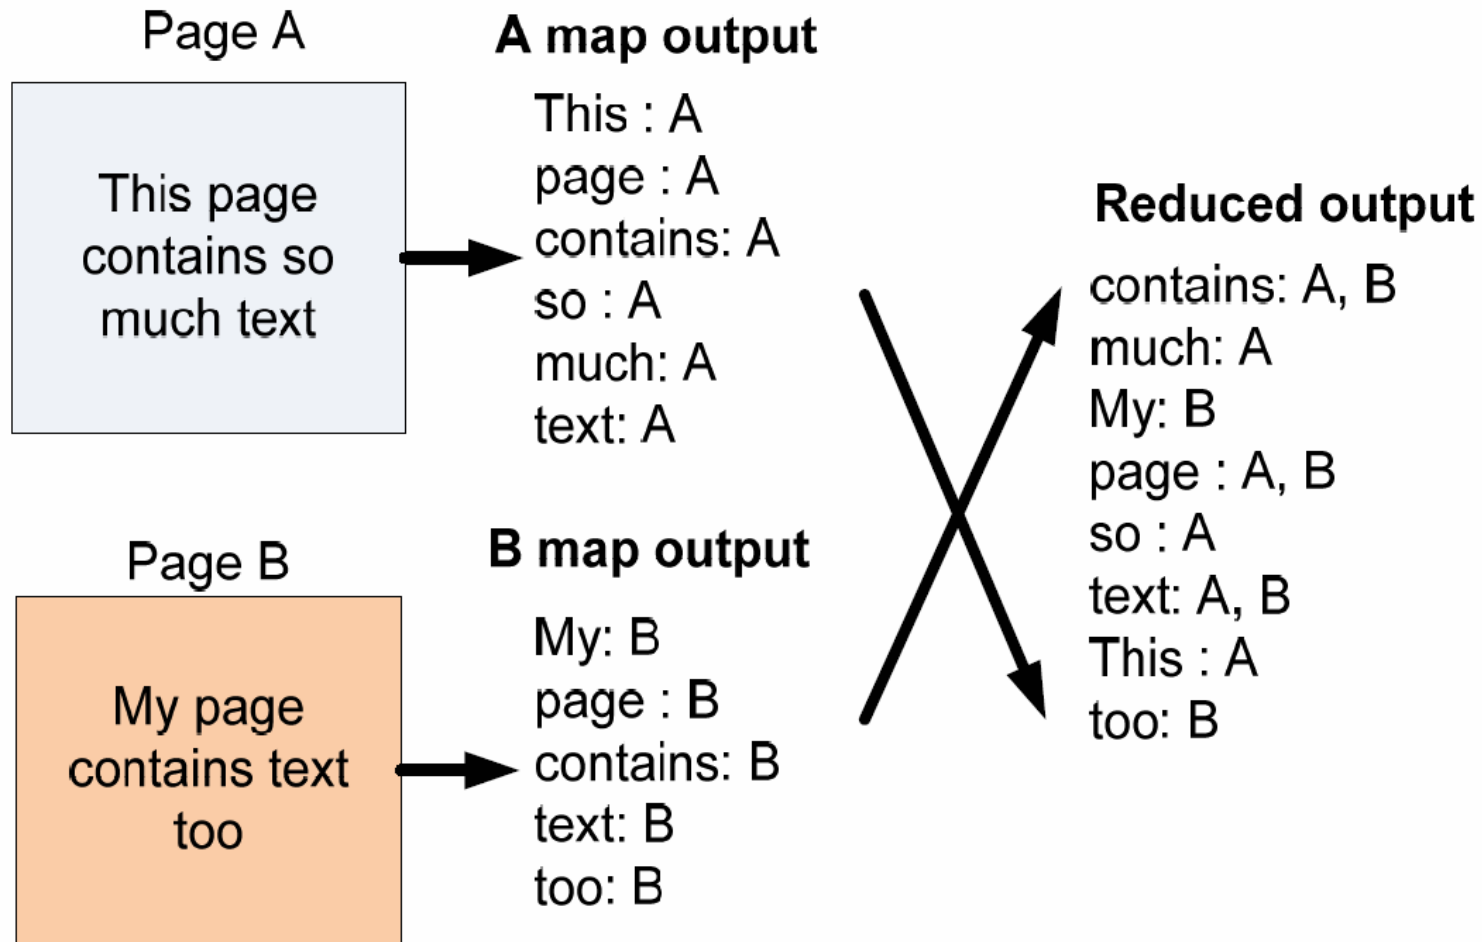 Page A
This page
contains so
much text
A map output
This : A
page : A
contains: A
so : A
much: A
text: A
Page B
My page
contains text
too
B map output
My: B
page : B
contains: B
text: B
too: B
Reduced output
contains: A, B
much: A
My: B
page : A, B
so : A
text: A, B
This : A
too: B